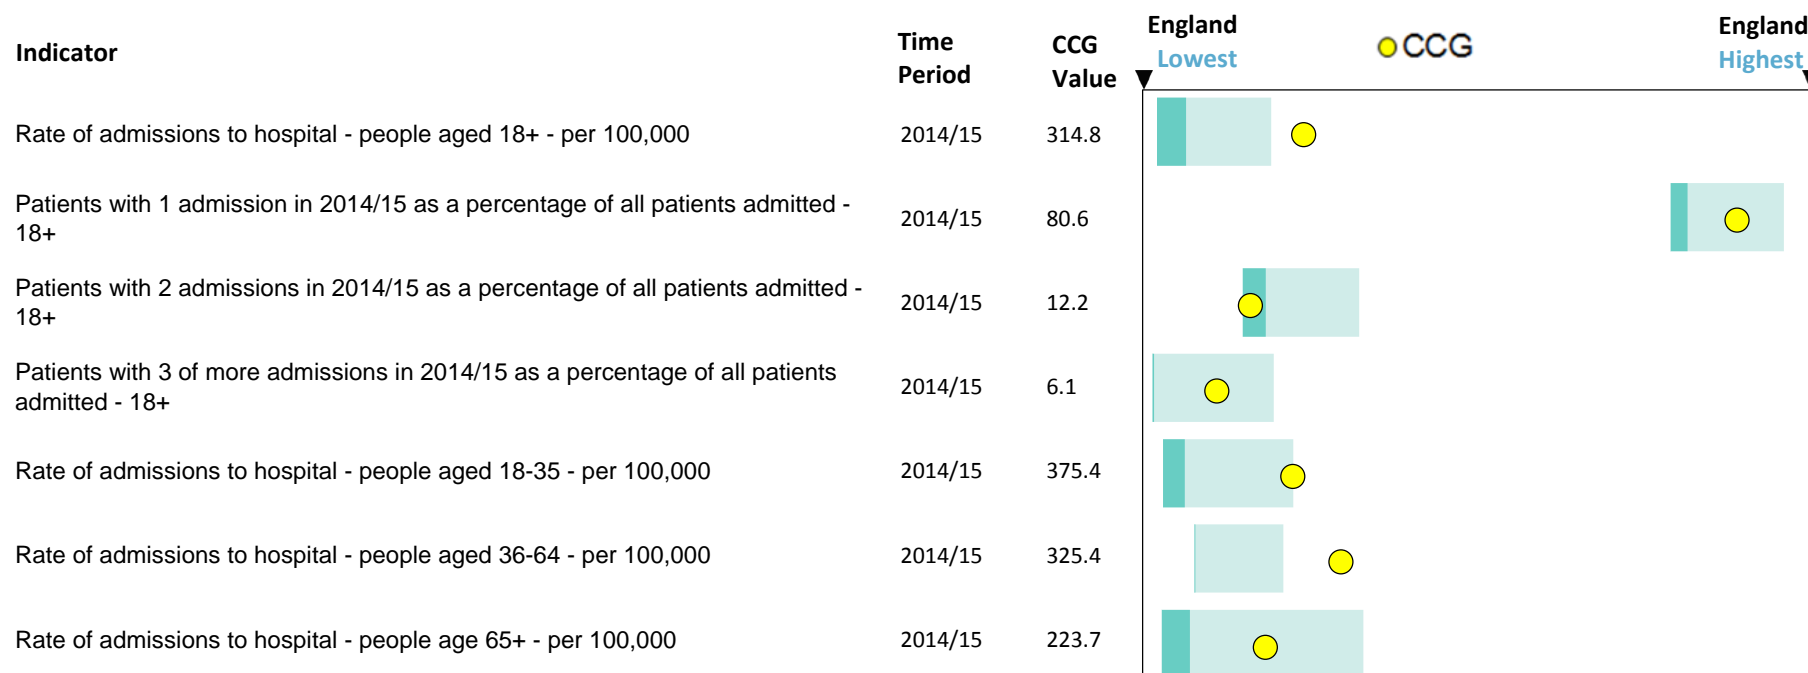 Indicator
Time Period
CCG Value
England Lowest
CCG
England Highest
Rate of admissions to hospital - people aged 18+ - per 100,000 2014/15 314.8
Patients with 1 admission in 2014/15 as a percentage of all patients admitted -
18+
2014/15 80.6
Patients with 2 admissions in 2014/15 as a percentage of all patients admitted -
18+
2014/15 12.2
Patients with 3 of more admissions in 2014/15 as a percentage of all patients
admitted - 18+
2014/15 6.1
Rate of admissions to hospital - people aged 18-35 - per 100,000 2014/15 375.4
Rate of admissions to hospital - people aged 36-64 - per 100,000 2014/15 325.4
Rate of admissions to hospital - people age 65+ - per 100,000 2014/15 223.7